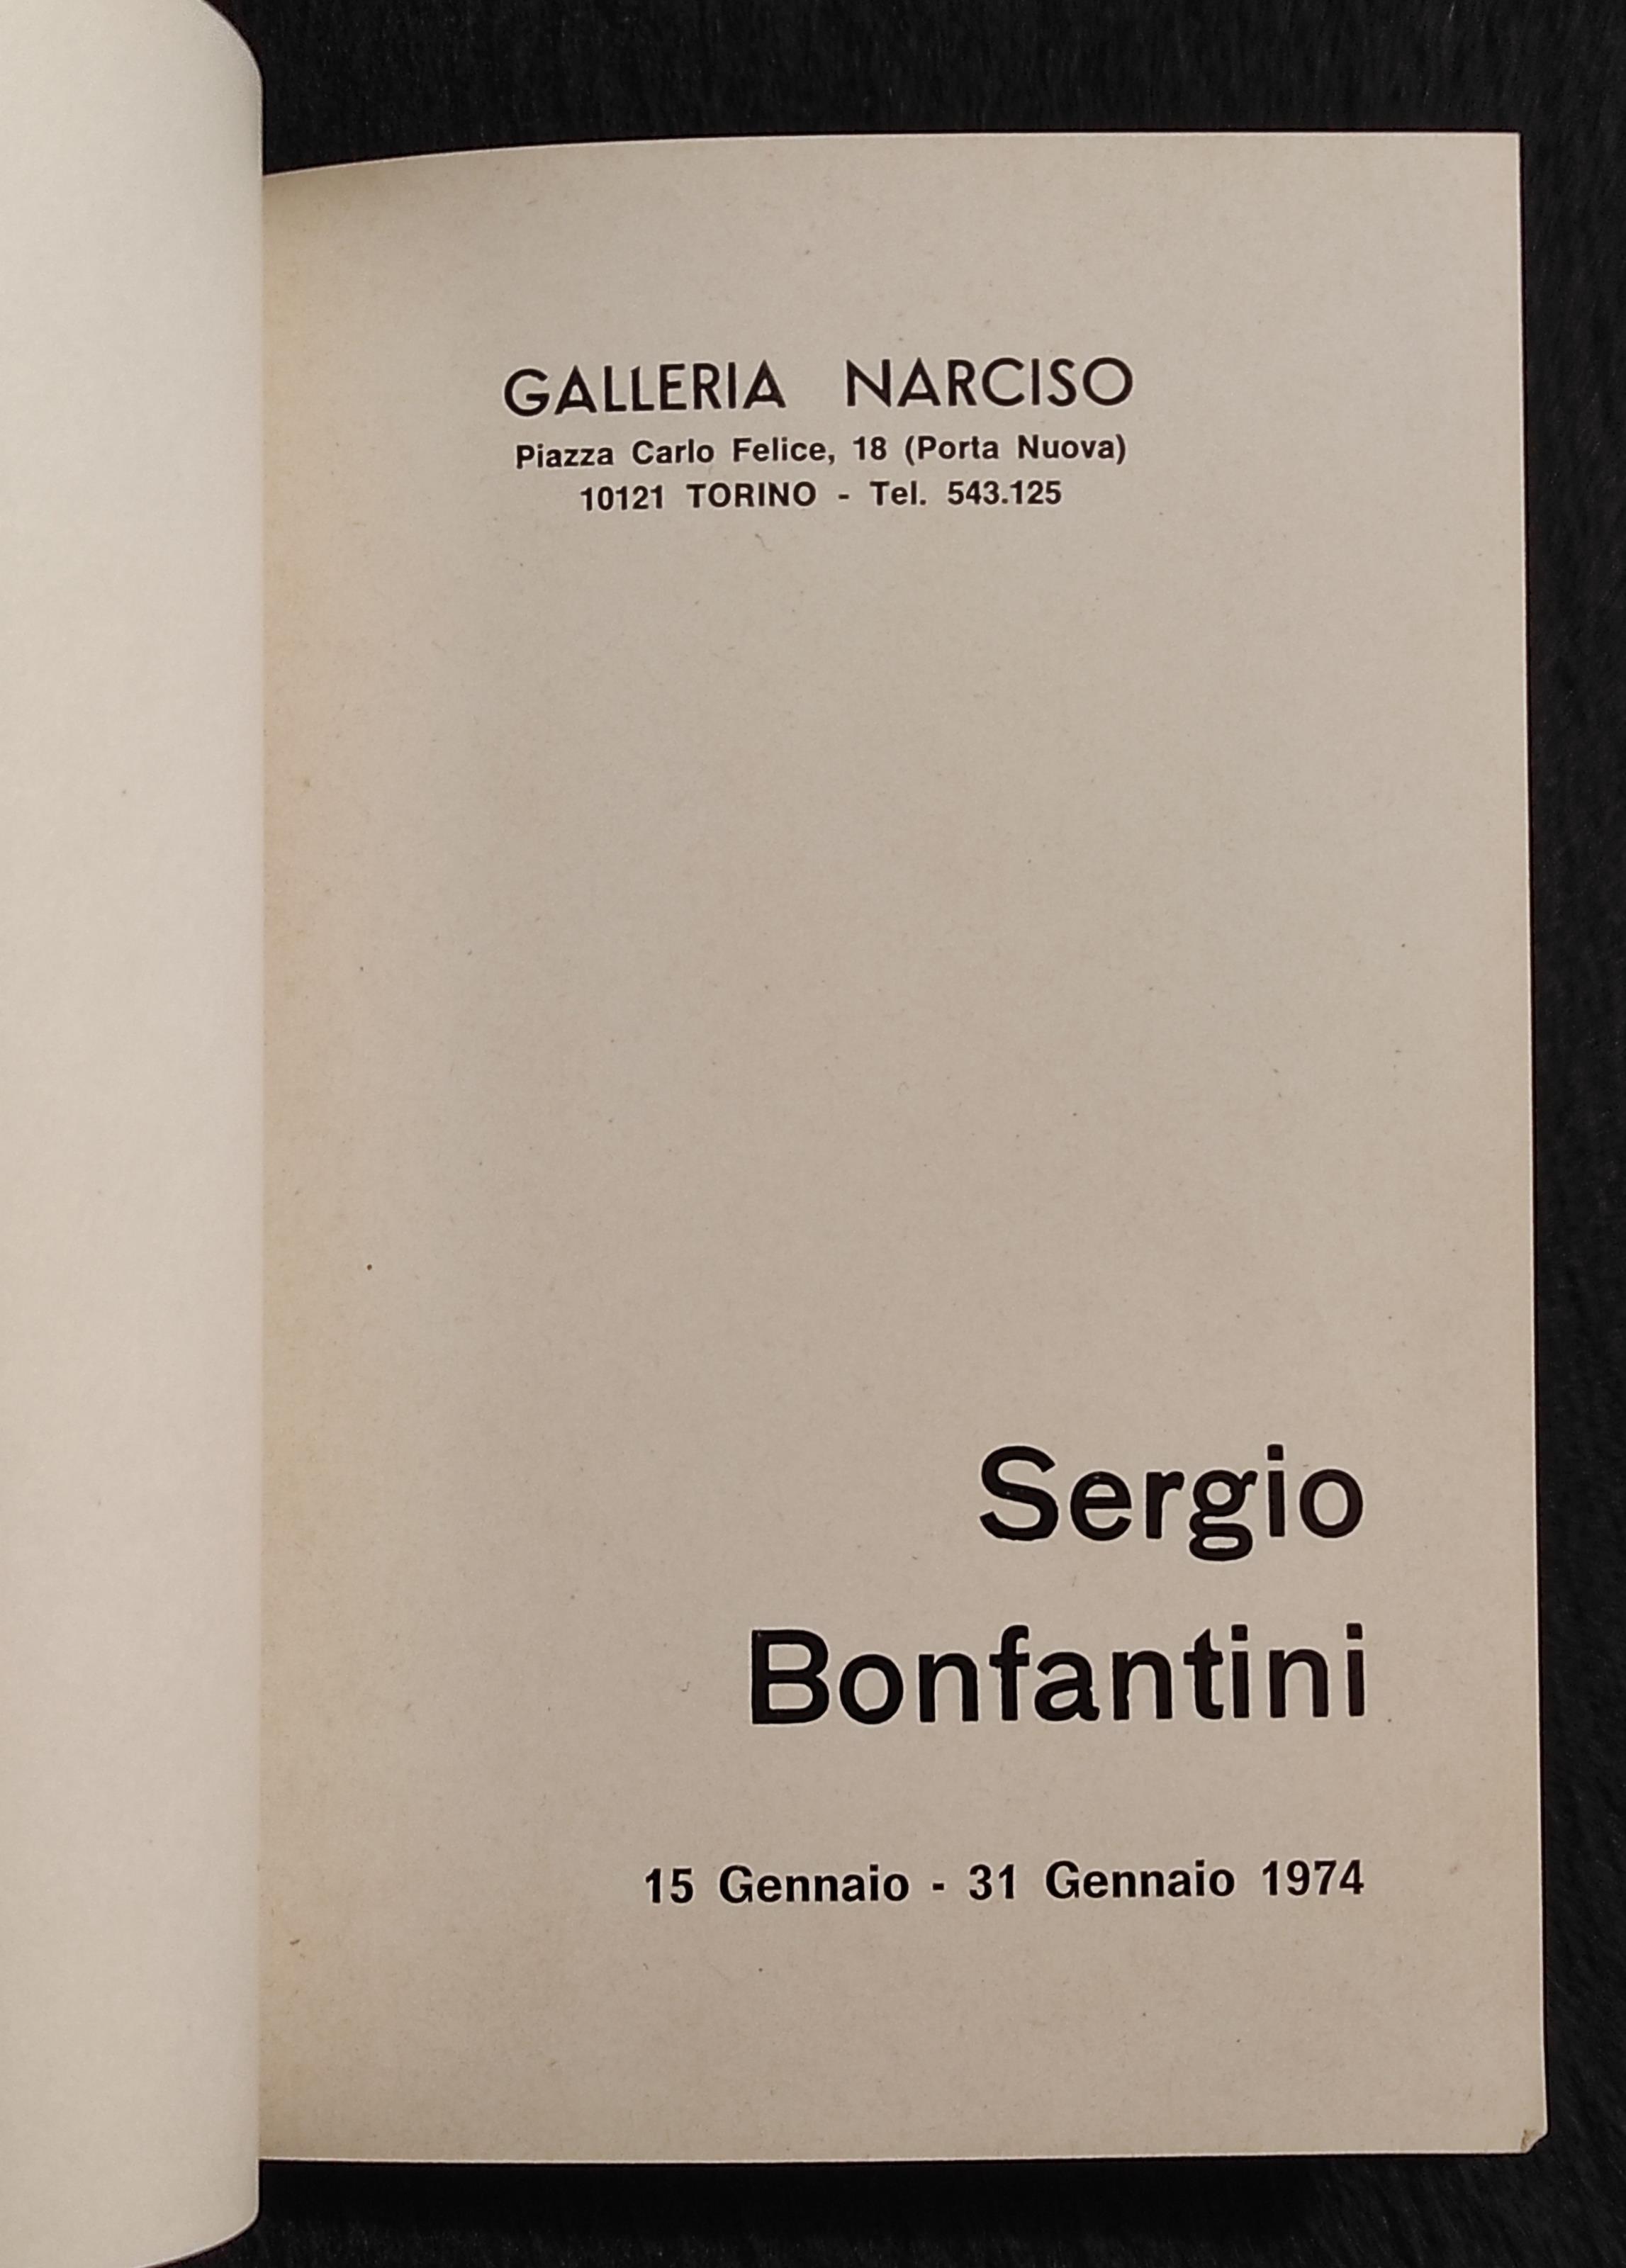 GALLERIA NARCISO
Piazza Carlo Felice, 18 (Porta Nuova)
10121 TORINO - Tel. 543.125
Sergio
Bonfantini
15 Gennaio - 31 Gennaio 1974